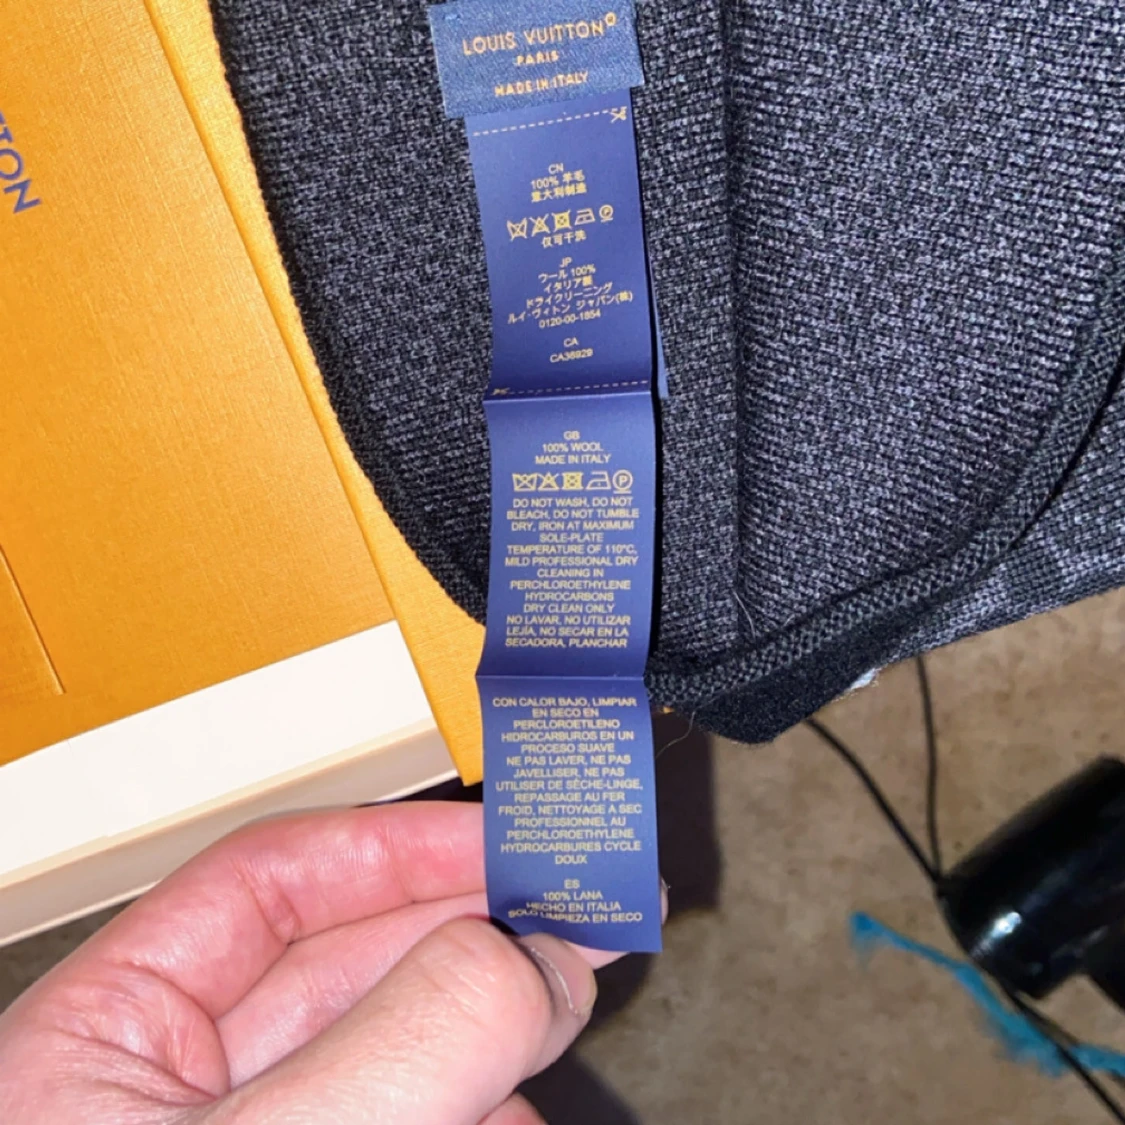 TTON
LOUIS VUITTON®
PARIS
MADE IN ITALY
CN
100% 羊毛
意大利制造
仅可干洗
JP
ウール 100%
イタリア製
ドライクリーニング
ルイ・ヴィトン ジャパン(株)
0120-00-1854
CA
CA36929
GB
100% WOOL
MADE IN ITALY
P
DO NOT WASH, DO NOT
BLEACH, DO NOT TUMBLE
DRY, IRON AT MAXIMUM
SOLE-PLATE
TEMPERATURE OF 110°C,
MILD PROFESSIONAL DRY
CLEANING IN
PERCHLOROETHYLENE
HYDROCARBONS
DRY CLEAN ONLY
NO LAVAR, NO UTILIZAR
LEJÍA, NO SECAR EN LA
SECADORA, PLANCHAR
CON CALOR BAJO, LIMPIAR
EN SECO EN
PERCLOROETILENO
HIDROCARBUROS EN UN
PROCESO SUAVE
NE PAS LAVER, NE PAS
JAVELLISER, NE PAS
UTILISER DE SÈCHE-LINGE,
REPASSAGE AU FER
FROID, NETTOYAGE A SEC
PROFESSIONNEL AU
PERCHLOROETHYLENE
HYDROCARBURES CYCLE
DOUX
ES
100% LANA
HECHO EN ITALIA
SOLO LIMPIEZA EN SECO